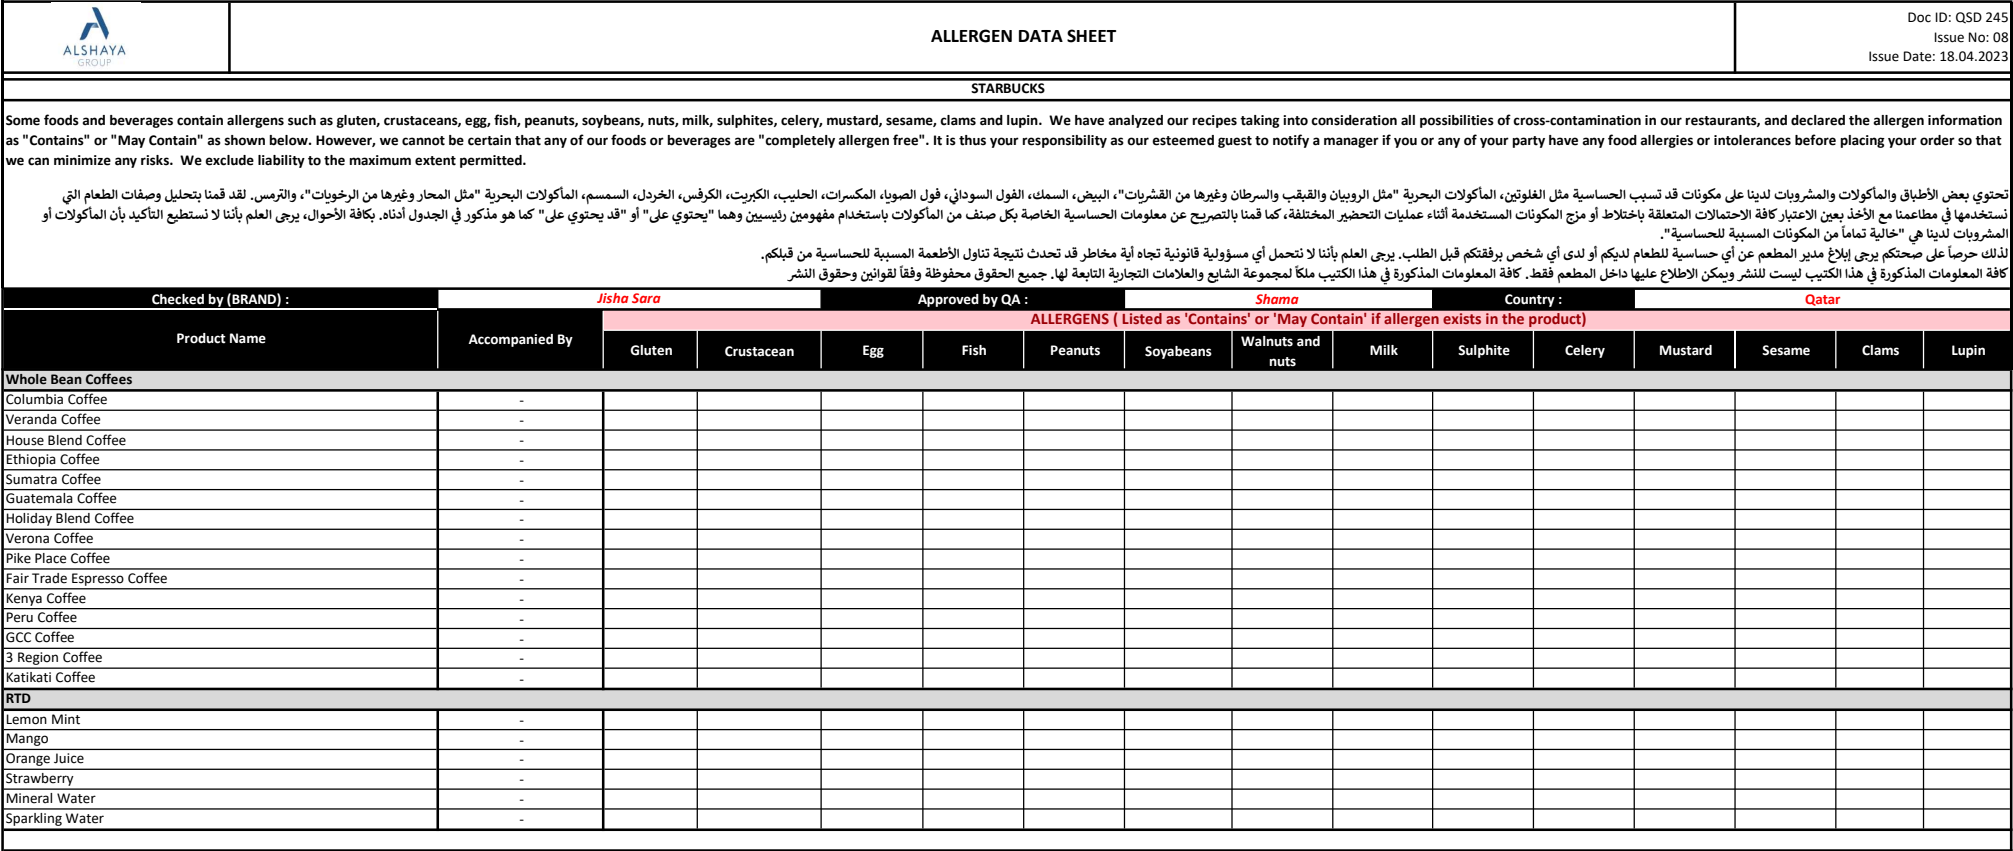 ALSHAYA
GROUP
ALLERGEN DATA SHEET
Doc ID: QSD 245
Issue No: 08
Issue Date: 18.04.2023
STARBUCKS
Some foods and beverages contain allergens such as gluten, crustaceans, egg, fish, peanuts, soybeans, nuts, milk, sulphites, celery, mustard, sesame, clams and lupin.  We have analyzed our recipes taking into consideration all possibilities of cross-contamination in our restaurants, and declared the allergen information
as "Contains" or "May Contain" as shown below. However, we cannot be certain that any of our foods or beverages are "completely allergen free". It is thus your responsibility as our esteemed guest to notify a manager if you or any of your party have any food allergies or intolerances before placing your order so that
we can minimize any risks.  We exclude liability to the maximum extent permitted.
تحتوي بعض الأطباق والمأكولات والمشروبات لدينا على مكونات قد تسبب الحساسية مثل الغلوتين، المأكولات البحرية "مثل الروبيان والقبقب والسرطان وغيرها من القشريات"، البيض، السمك، الفول السوداني، فول الصويا، المكسرات، الحليب، الكبريت، الكرفس، الخردل، السمسم، المأكولات البحرية "مثل المحار وغيرها من الرخويات"، والترمس. لقد قمنا بتحليل وصفات الطعام التي
نستخدمها في مطاعمنا مع الأخذ بعين الاعتبار كافة الاحتمالات المتعلقة باختلاط أو مزج المكونات المستخدمة أثناء عمليات التحضير المختلفة، كما قمنا بالتصريح عن معلومات الحساسية الخاصة بكل صنف من المأكولات باستخدام مفهومين رئيسيين وهما "يحتوي على" أو "قد يحتوي على" كما هو مذكور في الجدول أدناه. بكافة الأحوال، يرجى العلم بأننا لا نستطيع التأكيد بأن المأكولات أو
المشروبات لدينا هي "خالية تماماً من المكونات المسببة للحساسية".
لذلك حرصاً على صحتكم يرجى إبلاغ مدير المطعم عن أي حساسية للطعام لديكم أو لدى أي شخص برفقتكم قبل الطلب. يرجى العلم بأننا لا نتحمل أي مسؤولية قانونية تجاه أية مخاطر قد تحدث نتيجة تناول الأطعمة المسببة للحساسية من قبلكم.
كافة المعلومات المذكورة في هذا الكتيب ليست للنشر ويمكن الاطلاع عليها داخل المطعم فقط. كافة المعلومات المذكورة في هذا الكتيب ملكاً لمجموعة الشايع والعلامات التجارية التابعة لها. جميع الحقوق محفوظة وفقاً لقوانين وحقوق النشر
Checked by (BRAND) : Jisha Sara Approved by QA : Shama Country : Qatar
ALLERGENS ( Listed as 'Contains' or 'May Contain' if allergen exists in the product)
Product Name Accompanied By Gluten Crustacean Egg Fish Peanuts Soyabeans Walnuts and nuts Milk Sulphite Celery Mustard Sesame Clams Lupin
Whole Bean Coffees
Columbia Coffee -
Veranda Coffee -
House Blend Coffee -
Ethiopia Coffee -
Sumatra Coffee -
Guatemala Coffee -
Holiday Blend Coffee -
Verona Coffee -
Pike Place Coffee -
Fair Trade Espresso Coffee -
Kenya Coffee -
Peru Coffee -
GCC Coffee -
3 Region Coffee -
Katikati Coffee -
RTD
Lemon Mint -
Mango -
Orange Juice -
Strawberry -
Mineral Water -
Sparkling Water -